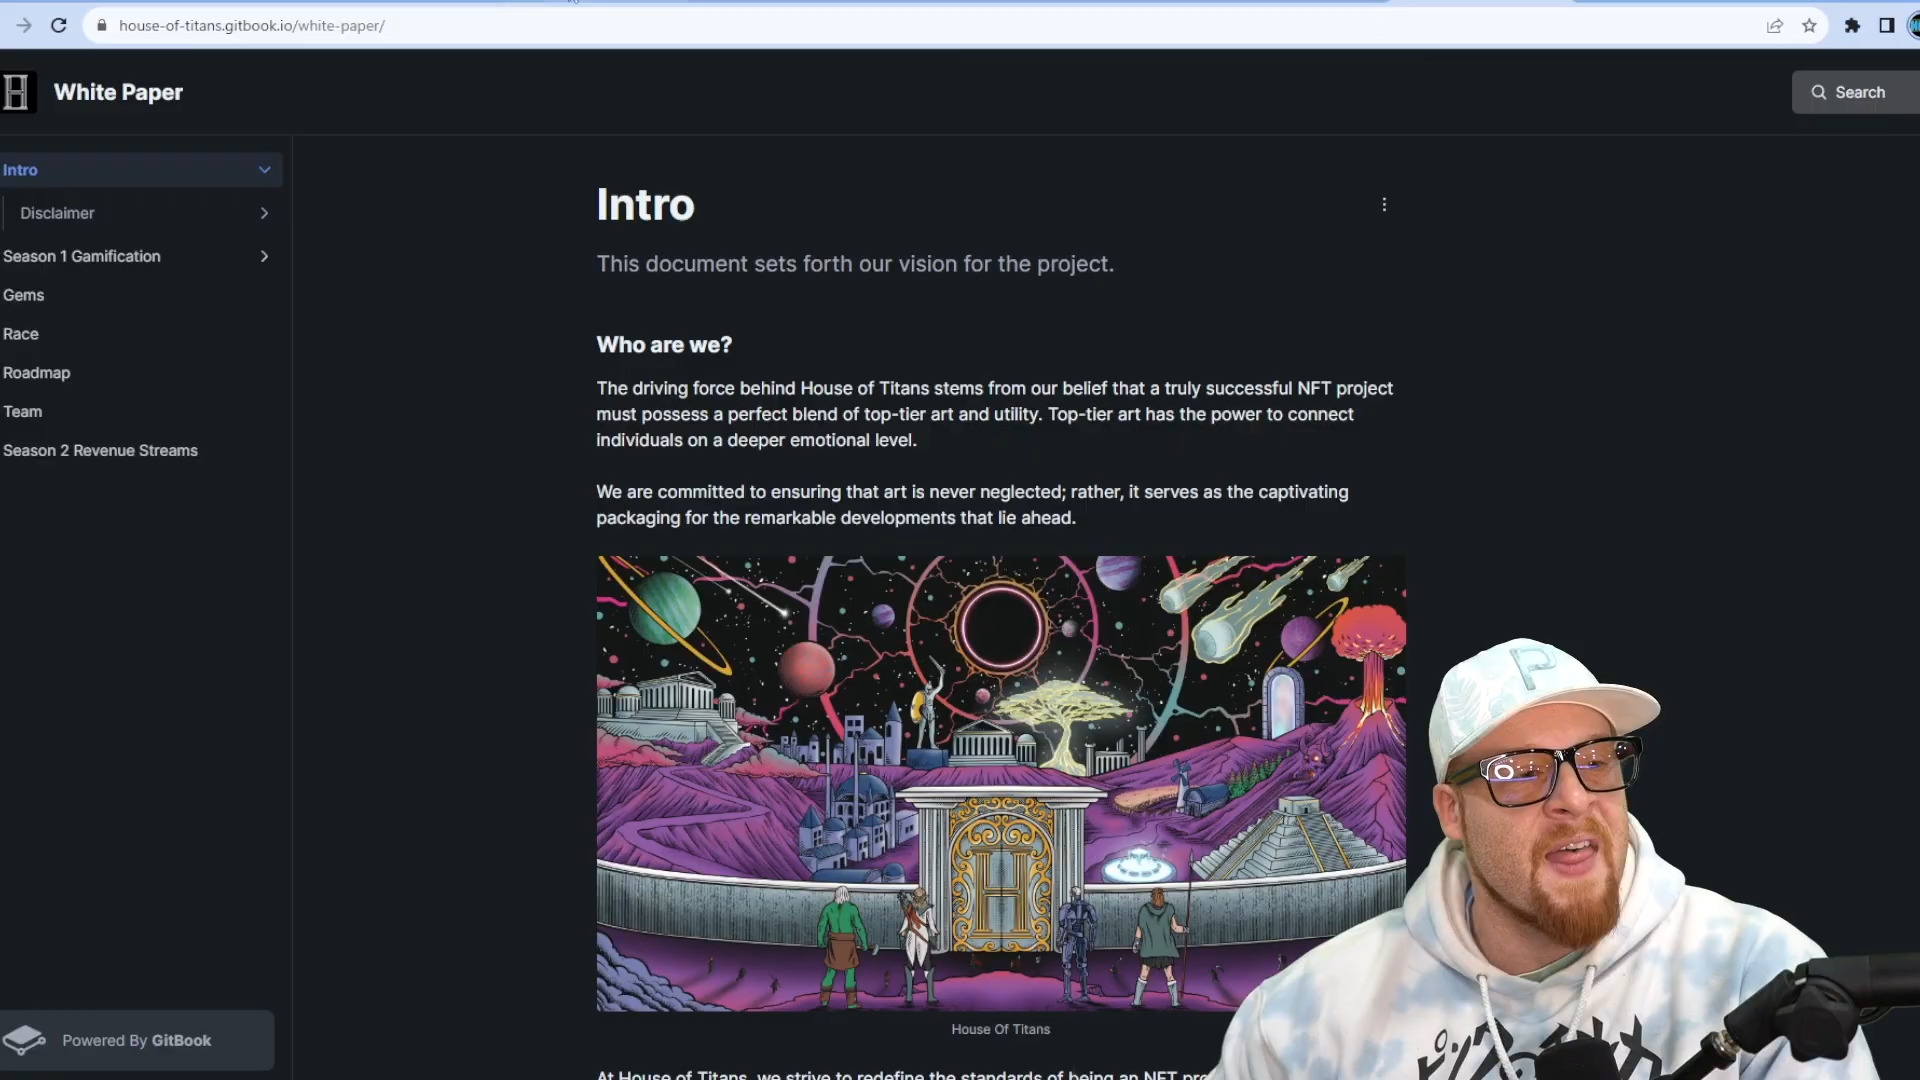 house-of-titans.gitbook.io/white-paper/
H
White Paper
Search
Intro
Disclaimer
Season 1 Gamification
Gems
Race
Roadmap
Team
Season 2 Revenue Streams
Powered By GitBook
Intro
This document sets forth our vision for the project.
Who are we?
The driving force behind House of Titans stems from our belief that a truly successful NFT project
must possess a perfect blend of top-tier art and utility. Top-tier art has the power to connect
individuals on a deeper emotional level.
We are committed to ensuring that art is never neglected; rather, it serves as the captivating
packaging for the remarkable developments that lie ahead.
H
House Of Titans
At House of Titans, we strive to redefine the standards of being an NFT
P